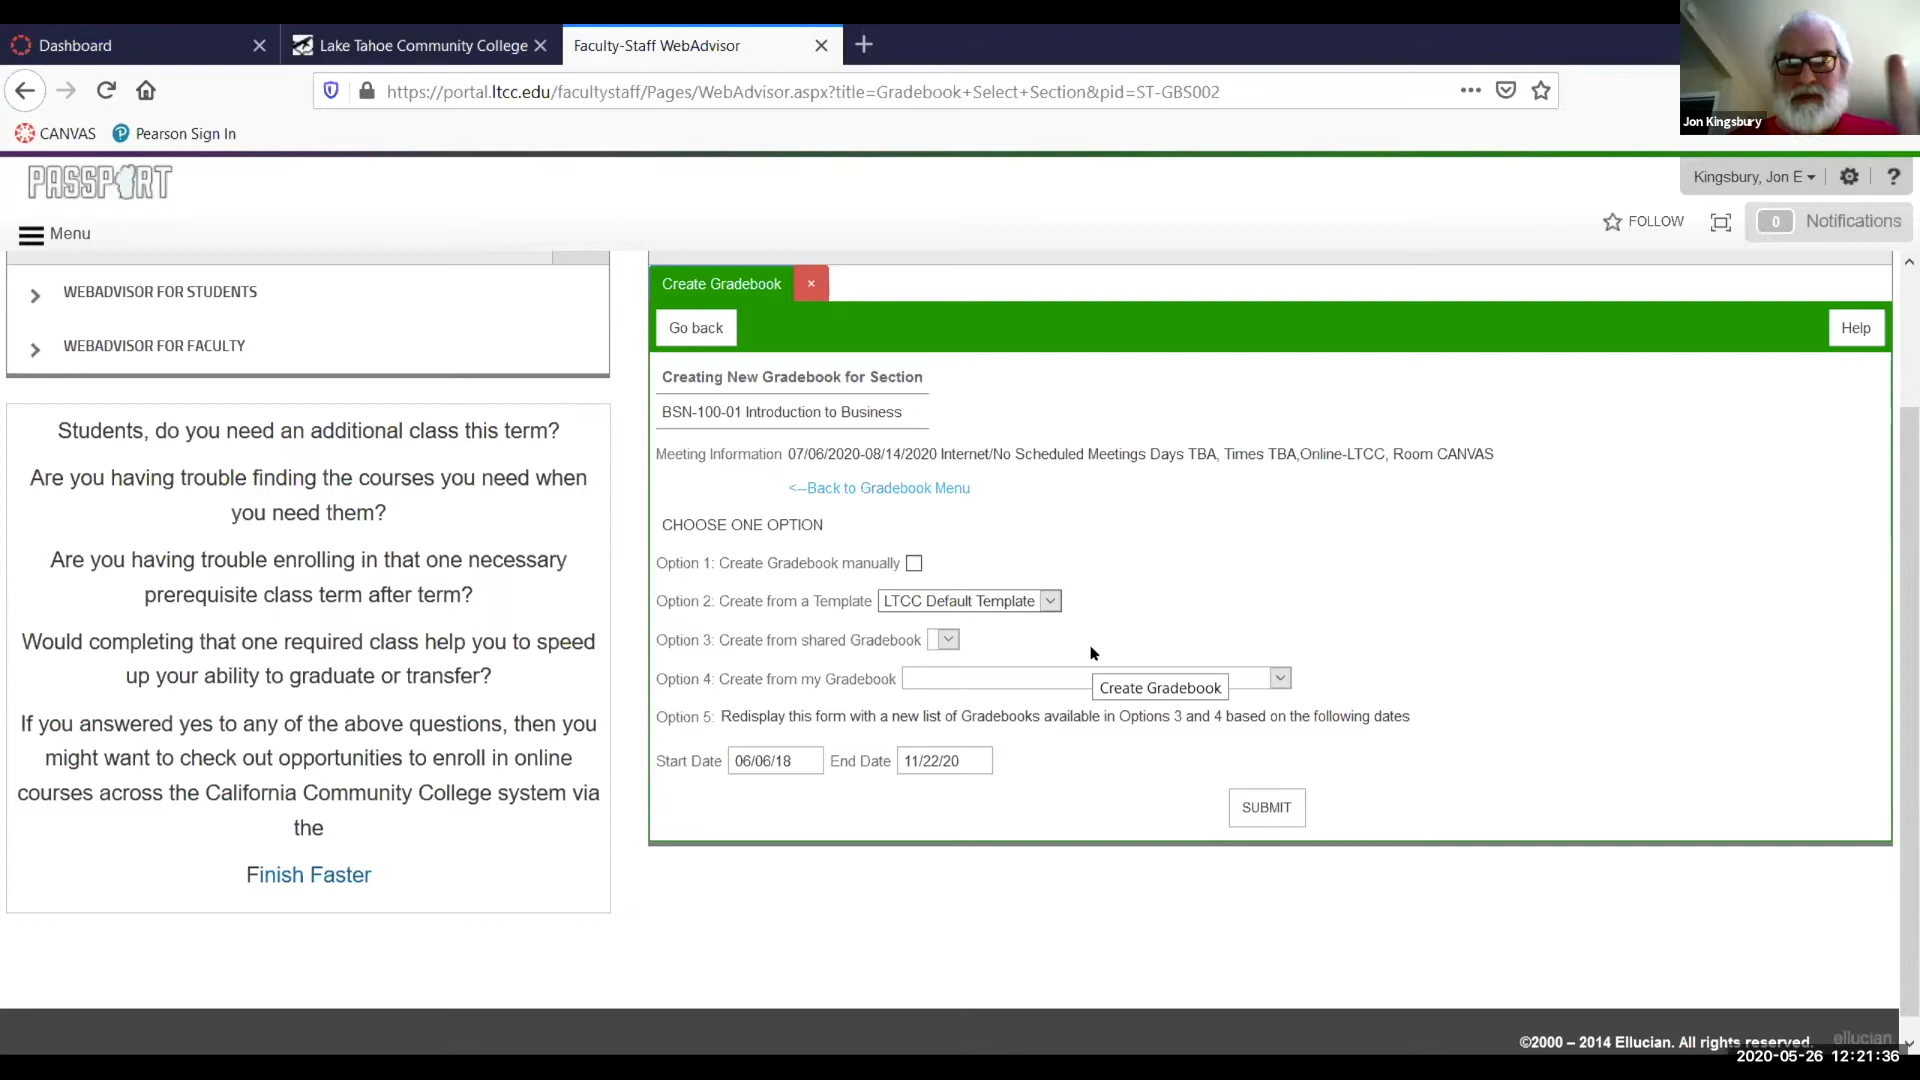 Dashboard
Lake Tahoe Community College
Faculty-Staff WebAdvisor
https://portal.ltcc.edu/facultystaff/Pages/WebAdvisor.aspx?title=Gradebook+Select+Section&pid=ST-GBS002
Jon Kingsbury
CANVAS
Pearson Sign In
PASSPORT
Kingsbury, Jon E
?
Menu
FOLLOW
0
Notifications
WEBADVISOR FOR STUDENTS
WEBADVISOR FOR FACULTY
Students, do you need an additional class this term?
Are you having trouble finding the courses you need when
you need them?
Are you having trouble enrolling in that one necessary
prerequisite class term after term?
Would completing that one required class help you to speed
up your ability to graduate or transfer?
If you answered yes to any of the above questions, then you
might want to check out opportunities to enroll in online
courses across the California Community College system via
the
Finish Faster
Create Gradebook
×
Go back
Help
Creating New Gradebook for Section
BSN-100-01 Introduction to Business
Meeting Information 07/06/2020-08/14/2020 Internet/No Scheduled Meetings Days TBA, Times TBA,Online-LTCC, Room CANVAS
<--Back to Gradebook Menu
CHOOSE ONE OPTION
Option 1: Create Gradebook manually
Option 2: Create from a Template LTCC Default Template
Option 3: Create from shared Gradebook
Option 4: Create from my Gradebook
Create Gradebook
Option 5: Redisplay this form with a new list of Gradebooks available in Options 3 and 4 based on the following dates
Start Date 06/06/18 End Date 11/22/20
SUBMIT
©2000 – 2014 Ellucian. All rights reserved.
ellucian
2020-05-26 12:21:36